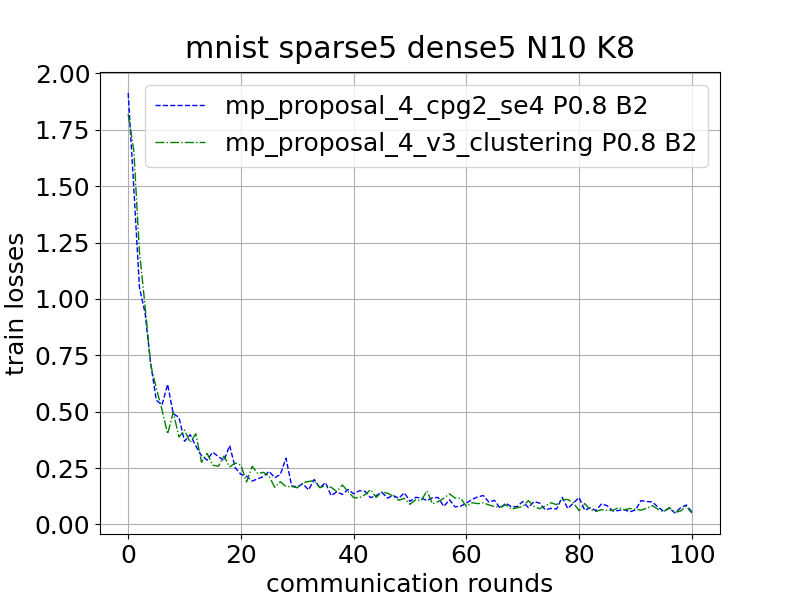 mnist sparse5 dense5 N10 K8
mp_proposal_4_cpg2_se4 P0.8 B2
mp_proposal_4_v3_clustering P0.8 B2
train losses
2.00
1.75
1.50
1.25
1.00
0.75
0.50
0.25
0.00
0 20 40 60 80 100
communication rounds